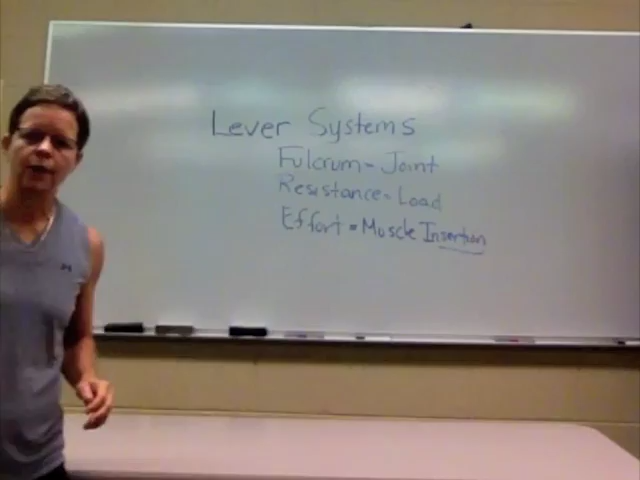 Lever Systems
Fulcrum = Joint
Resistance = Load
Effort = Muscle Insertion